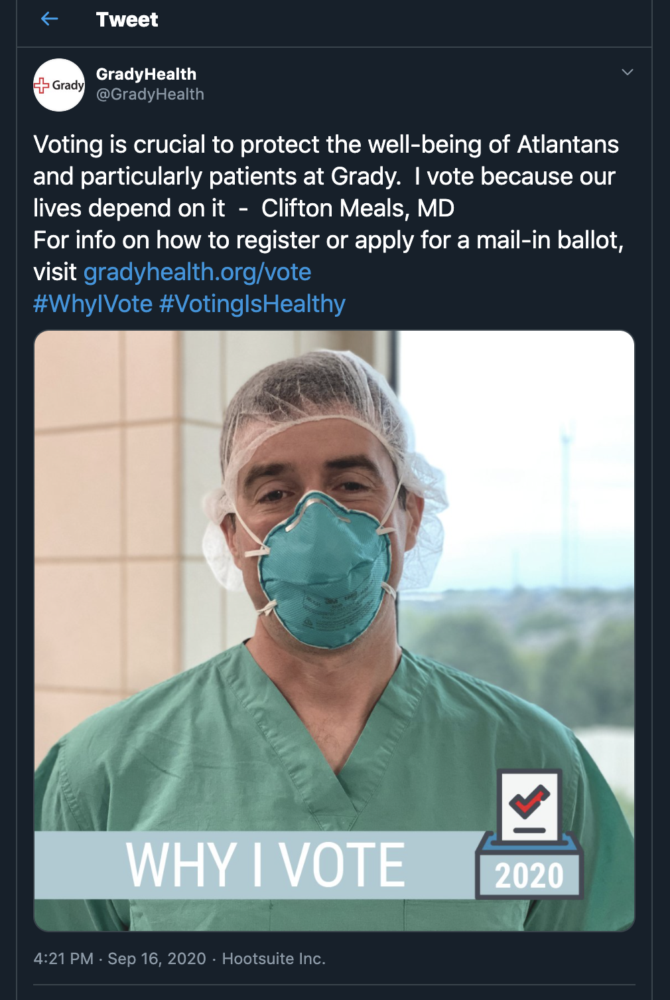 Tweet
Grady
GradyHealth
@GradyHealth
Voting is crucial to protect the well-being of Atlantans
and particularly patients at Grady.  I vote because our
lives depend on it  -  Clifton Meals, MD
For info on how to register or apply for a mail-in ballot,
visit gradyhealth.org/vote
#WhyIVote #VotingIsHealthy
3M
WHY I VOTE
2020
4:21 PM · Sep 16, 2020 · Hootsuite Inc.